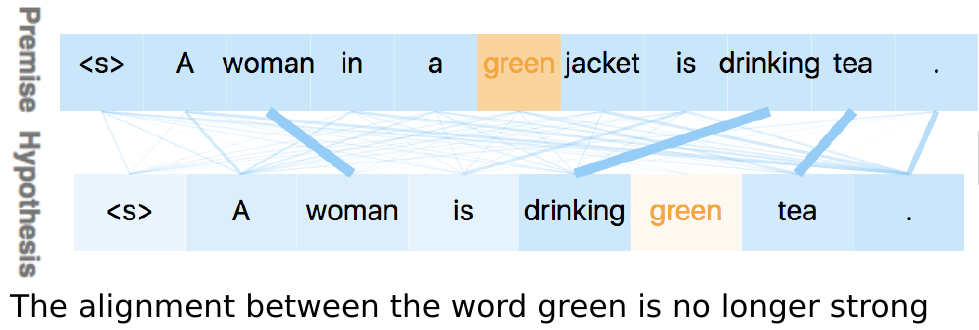 Premise
<s> A woman in a green jacket is drinking tea .
Hypothesis
<s> A woman is drinking green tea .
The alignment between the word green is no longer strong